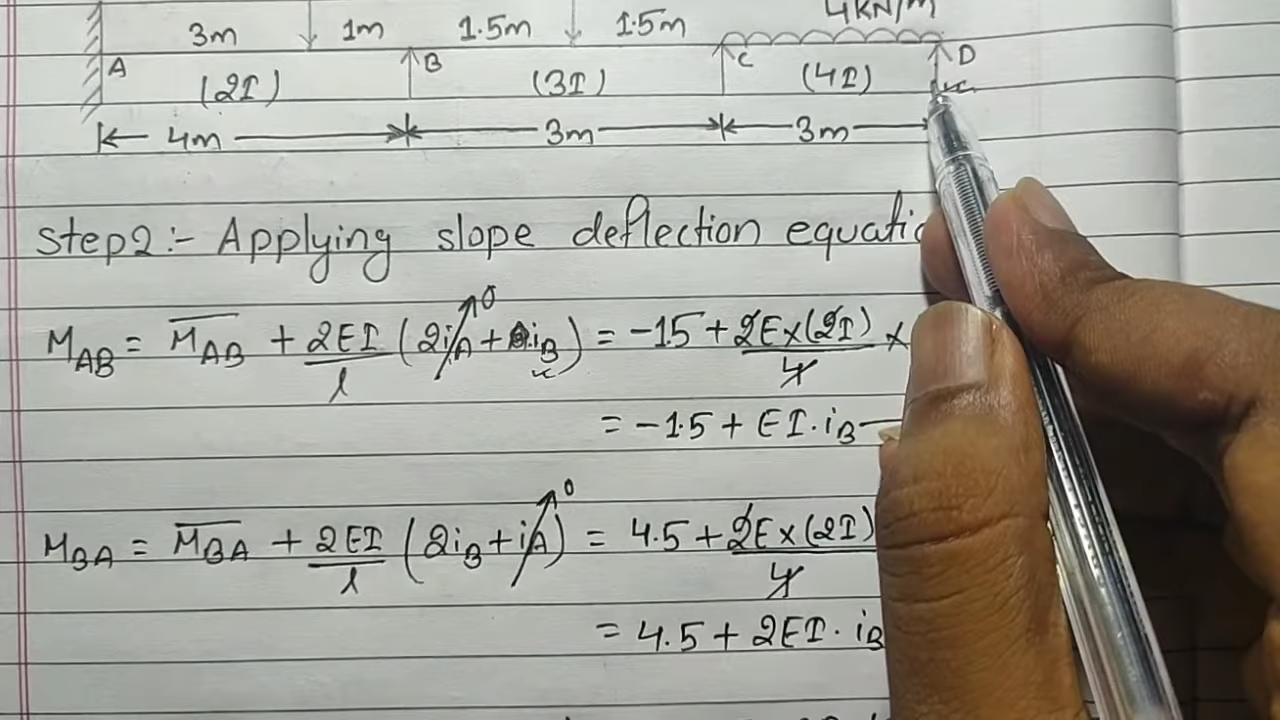 4KN/m
3m 1m 1.5m 1.5m
A B C D
(2I) (3I) (4I)
4m 3m 3m
Step2:- Applying slope deflection equatio
M_AB = M̅_AB + 2EI/l (2i_A + i_B) = -1.5 + 2E×(2I)/4 ×
= -1.5 + EI.i_B
M_BA = M̅_BA + 2EI/l (2i_B + i_A) = 4.5 + 2E×(2I)/4
= 4.5 + 2EI.i_B